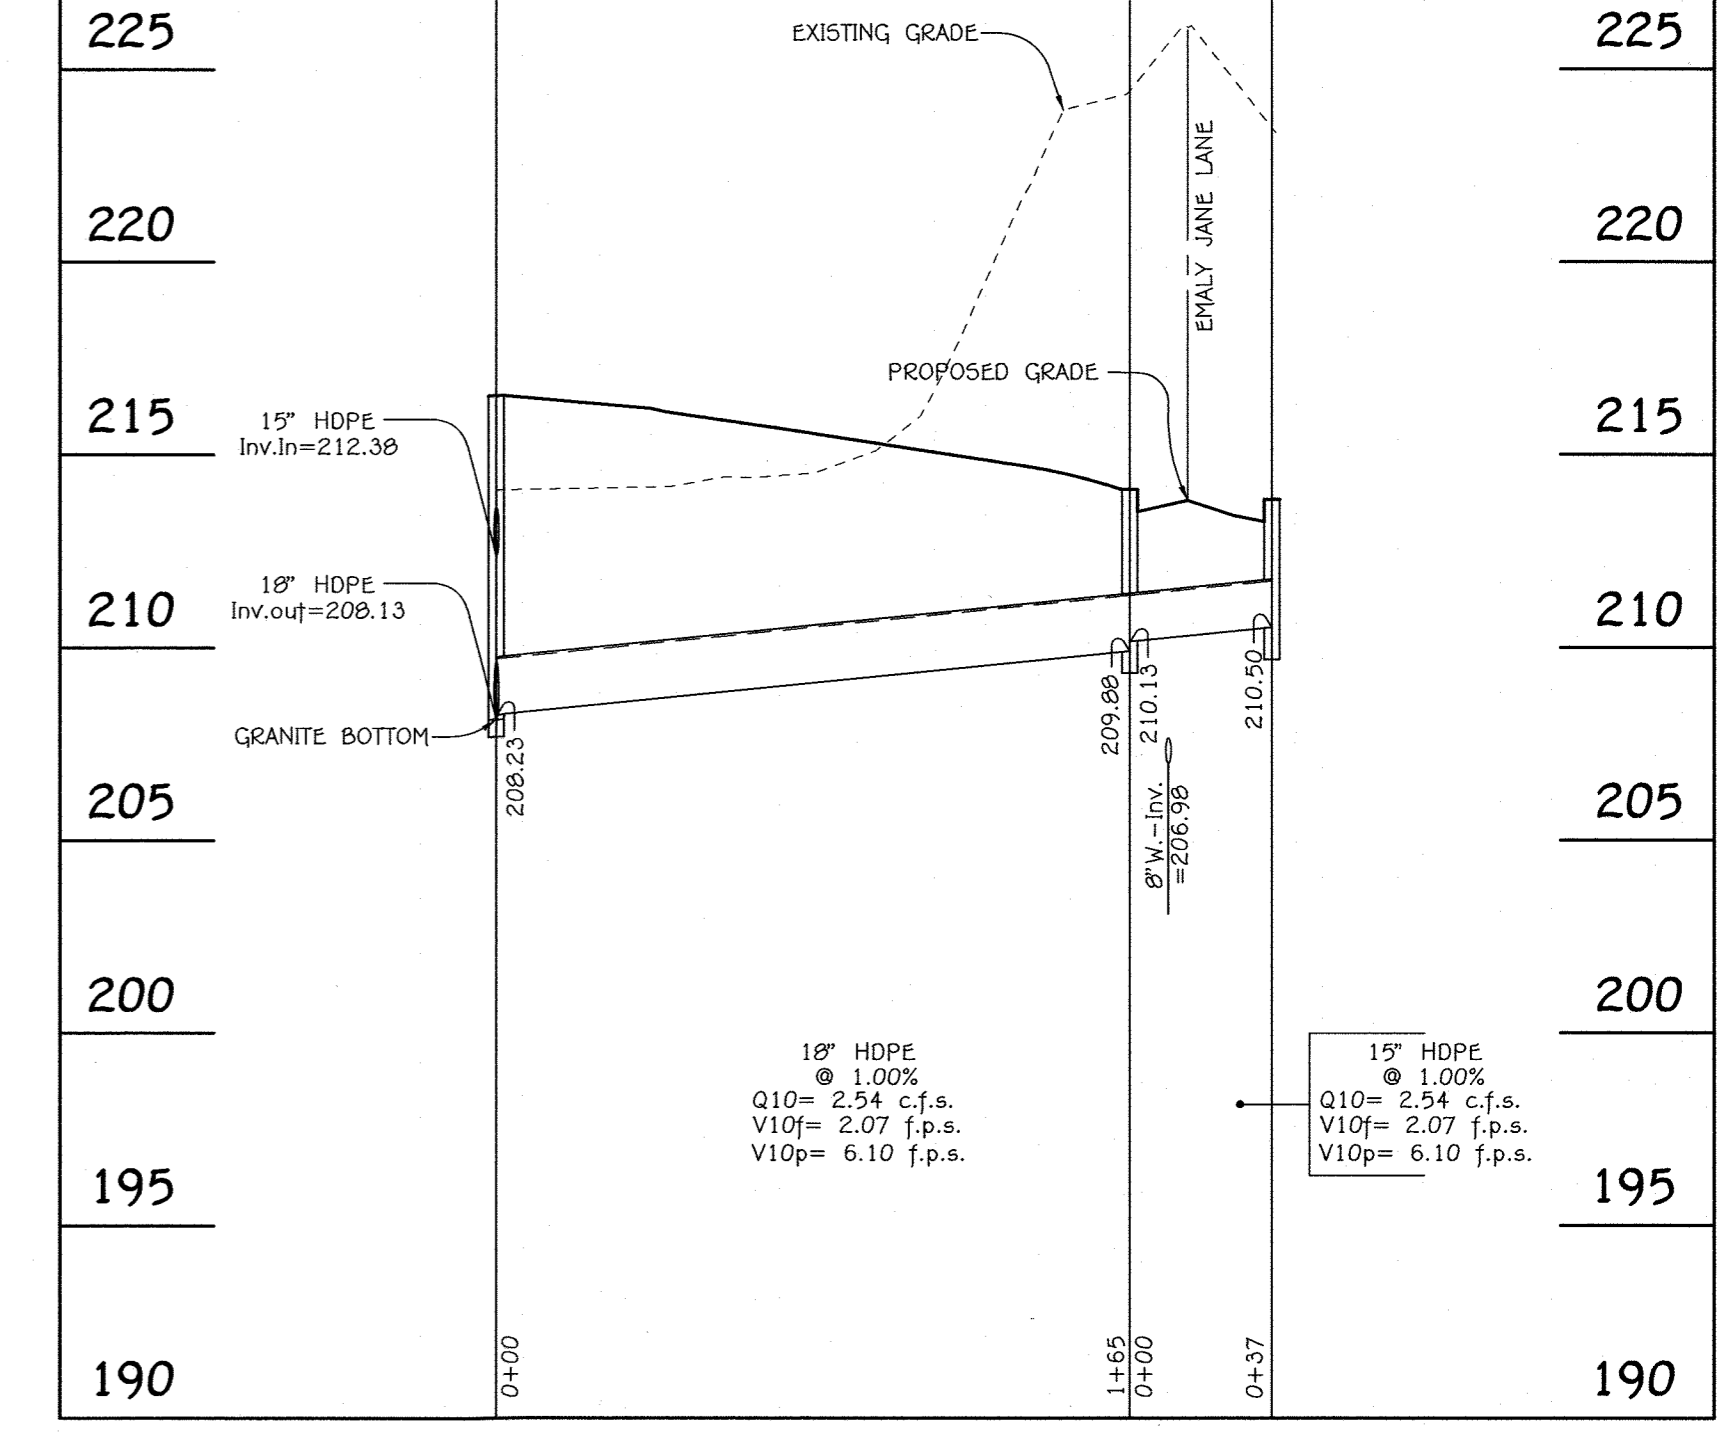 225
EXISTING GRADE
225
EMALY JANE LANE
220
220
PROPOSED GRADE
215
15" HDPE
Inv.In=212.38
215
210
18" HDPE
Inv.out=208.13
210
GRANITE BOTTOM
208.23
209.88
210.13
210.50
205
8"W.-Inv.
=206.98
205
200
200
18" HDPE
@ 1.00%
Q10= 2.54 c.f.s.
V10f= 2.07 f.p.s.
V10p= 6.10 f.p.s.
15" HDPE
@ 1.00%
Q10= 2.54 c.f.s.
V10f= 2.07 f.p.s.
V10p= 6.10 f.p.s.
195
195
190
0+00
1+65
0+00
0+37
190